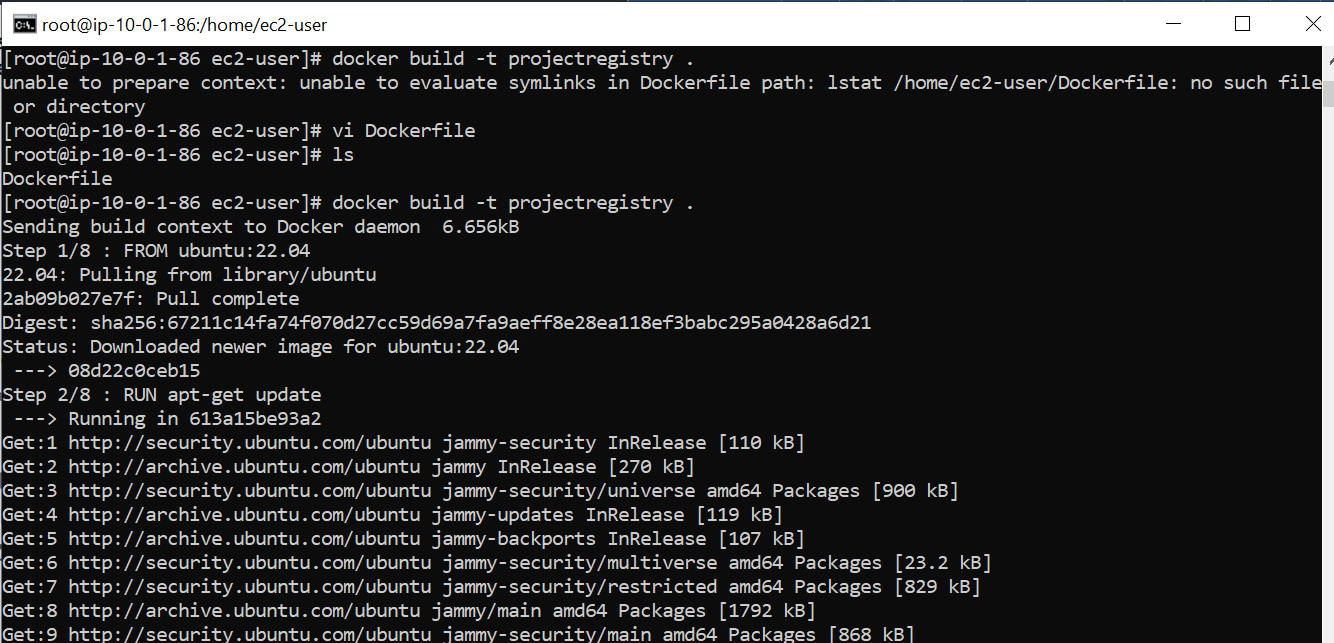 root@ip-10-0-1-86:/home/ec2-user
[root@ip-10-0-1-86 ec2-user]# docker build -t projectregistry .
unable to prepare context: unable to evaluate symlinks in Dockerfile path: lstat /home/ec2-user/Dockerfile: no such file
 or directory
[root@ip-10-0-1-86 ec2-user]# vi Dockerfile
[root@ip-10-0-1-86 ec2-user]# ls
Dockerfile
[root@ip-10-0-1-86 ec2-user]# docker build -t projectregistry .
Sending build context to Docker daemon  6.656kB
Step 1/8 : FROM ubuntu:22.04
22.04: Pulling from library/ubuntu
2ab09b027e7f: Pull complete
Digest: sha256:67211c14fa74f070d27cc59d69a7fa9aeff8e28ea118ef3babc295a0428a6d21
Status: Downloaded newer image for ubuntu:22.04
 ---> 08d22c0ceb15
Step 2/8 : RUN apt-get update
 ---> Running in 613a15be93a2
Get:1 http://security.ubuntu.com/ubuntu jammy-security InRelease [110 kB]
Get:2 http://archive.ubuntu.com/ubuntu jammy InRelease [270 kB]
Get:3 http://security.ubuntu.com/ubuntu jammy-security/universe amd64 Packages [900 kB]
Get:4 http://archive.ubuntu.com/ubuntu jammy-updates InRelease [119 kB]
Get:5 http://archive.ubuntu.com/ubuntu jammy-backports InRelease [107 kB]
Get:6 http://security.ubuntu.com/ubuntu jammy-security/multiverse amd64 Packages [23.2 kB]
Get:7 http://security.ubuntu.com/ubuntu jammy-security/restricted amd64 Packages [829 kB]
Get:8 http://archive.ubuntu.com/ubuntu jammy/main amd64 Packages [1792 kB]
Get:9 http://security.ubuntu.com/ubuntu jammy-security/main amd64 Packages [868 kB]